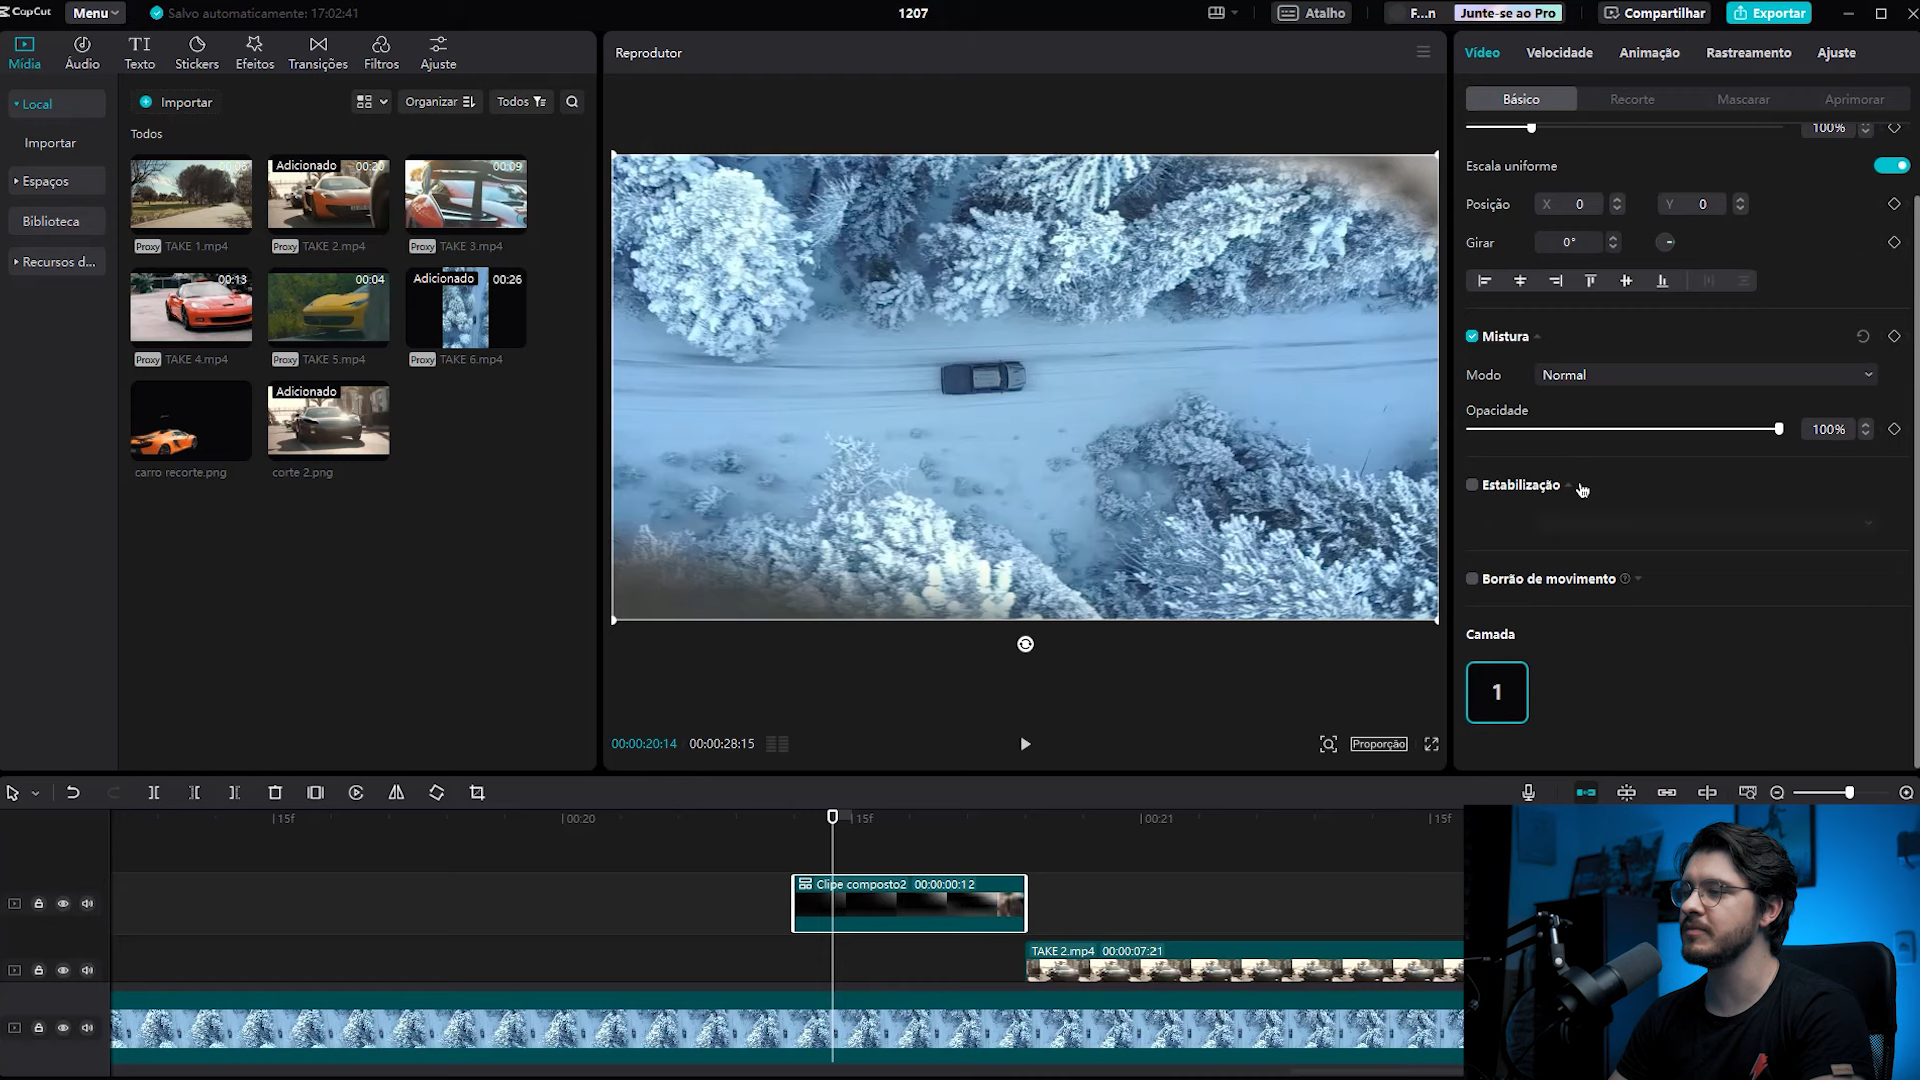 CapCut
Menu
Salvo automaticamente: 17:02:41
1207
Atalho
F...n
Junte-se ao Pro
Compartilhar
Exportar
Mídia
Áudio
Texto
Stickers
Efeitos
Transições
Filtros
Ajuste
Local
Importar
Espaços
Biblioteca
Recursos d...
Importar
Organizar
Todos
Todos
Proxy TAKE 1.mp4
Adicionado 00:20
Proxy TAKE 2.mp4
00:09
Proxy TAKE 3.mp4
00:13
Proxy TAKE 4.mp4
00:04
Proxy TAKE 5.mp4
Adicionado 00:26
Proxy TAKE 6.mp4
carro recorte.png
Adicionado
corte 2.png
Reprodutor
00:00:20:14 00:00:28:15
Proporção
Vídeo
Velocidade
Animação
Rastreamento
Ajuste
Básico
Recorte
Mascarar
Aprimorar
100%
Escala uniforme
Posição X 0 Y 0
Girar 0°
Mistura
Modo Normal
Opacidade
100%
Estabilização
Borrão de movimento
Camada
1
15f
00:20
15f
00:21
15f
Clipe composto2 00:00:00:12
TAKE 2.mp4 00:00:07:21